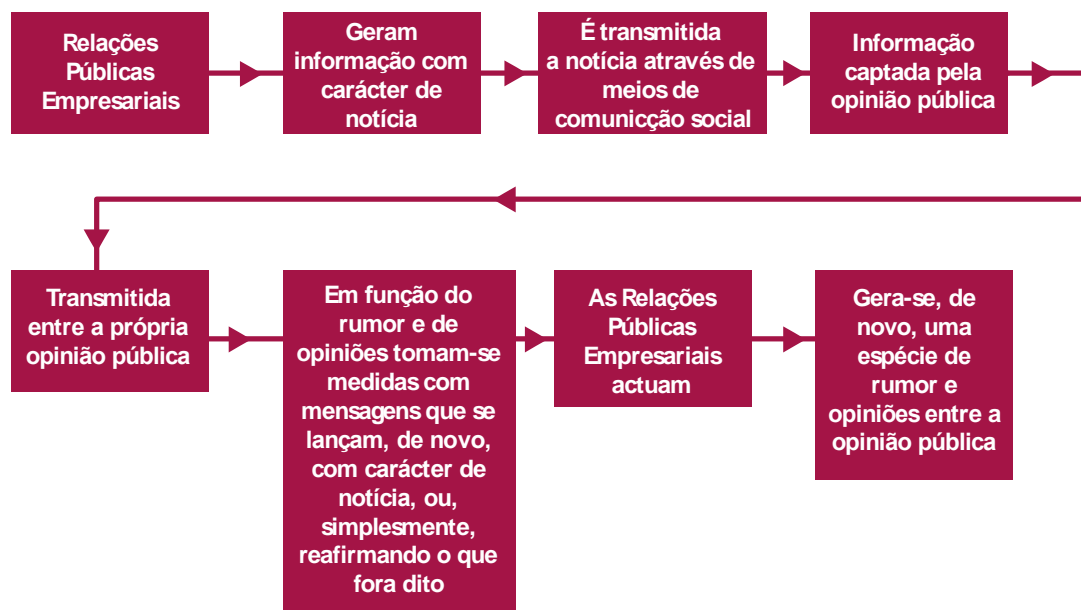 Relações
Públicas
Empresariais
Geram
informação com
carácter de
notícia
É transmitida
a notícia através de
meios de
comunicção social
Informação
captada pela
opinião pública
Transmitida
entre a própria
opinião pública
Em função do
rumor e de
opiniões tomam-se
medidas com
mensagens que se
lançam, de novo,
com carácter de
notícia, ou,
simplesmente,
reafirmando o que
fora dito
As Relações
Públicas
Empresariais
actuam
Gera-se, de
novo, uma
espécie de
rumor e
opiniões entre a
opinião pública